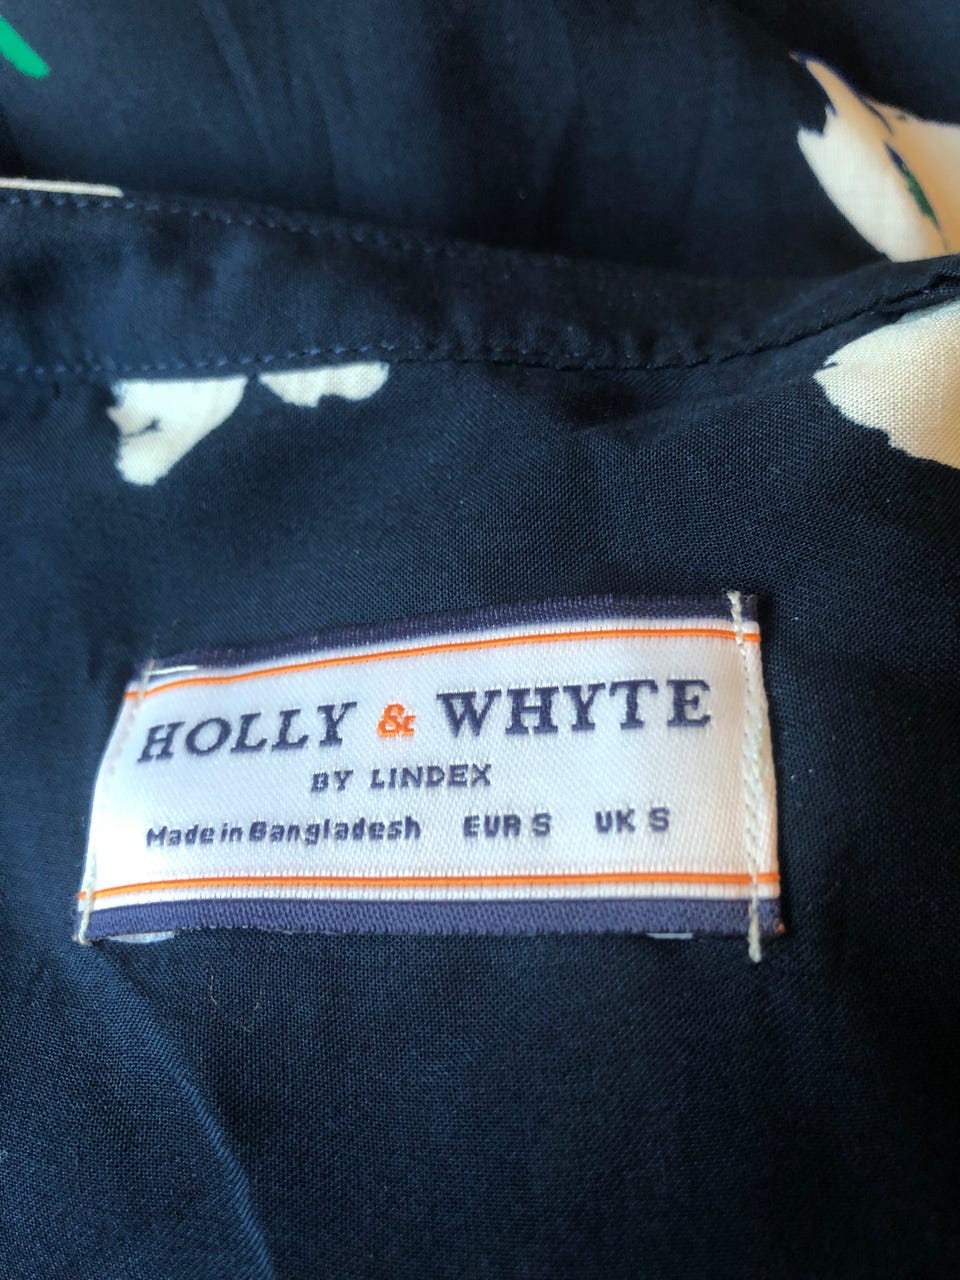 HOLLY & WHYTE
BY LINDEX
Made in Bangladesh EUR S UK S